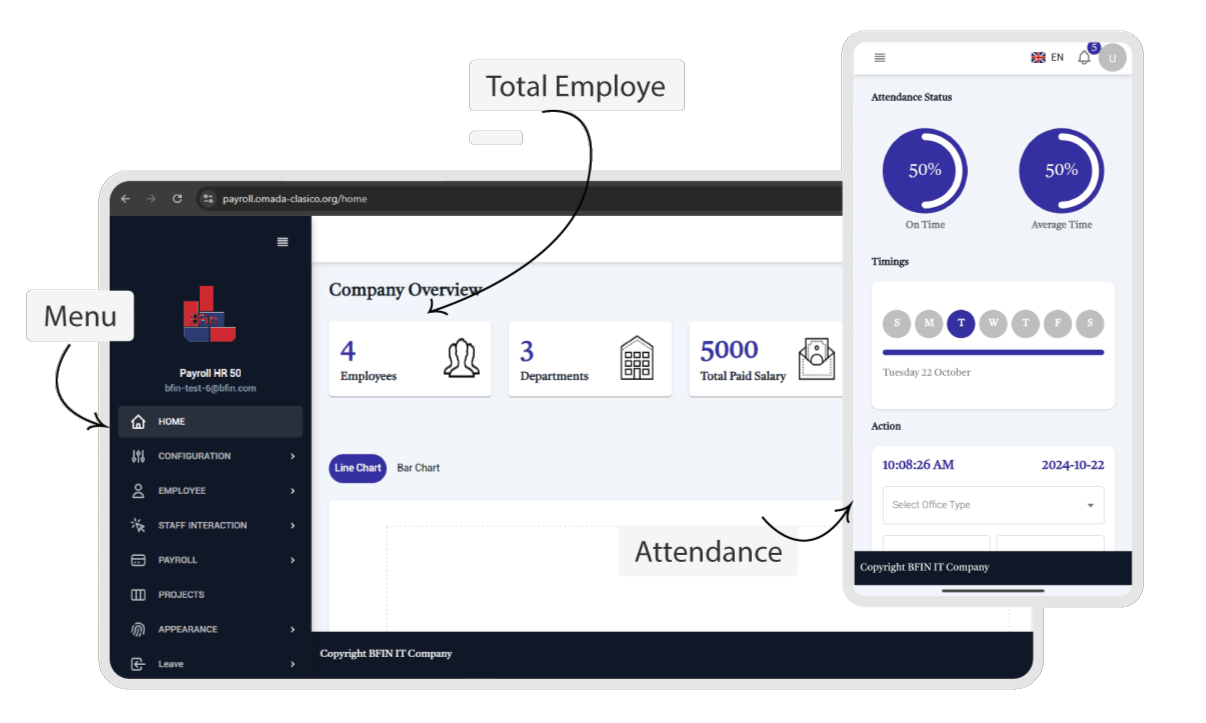 Total Employe
Menu
Attendance
payroll.omada-clasico.org/home
bfin
Payroll HR 50
bfin-test-6@bfin.com
HOME
CONFIGURATION
EMPLOYEE
STAFF INTERACTION
PAYROLL
PROJECTS
APPEARANCE
Leave
Company Overview
4
Employees
3
Departments
5000
Total Paid Salary
Line Chart
Bar Chart
Copyright BFIN IT Company
EN
5
U
Attendance Status
50%
50%
On Time
Average Time
Timings
S M T W T F S
Tuesday 22 October
Action
10:08:26 AM
2024-10-22
Select Office Type
Copyright BFIN IT Company